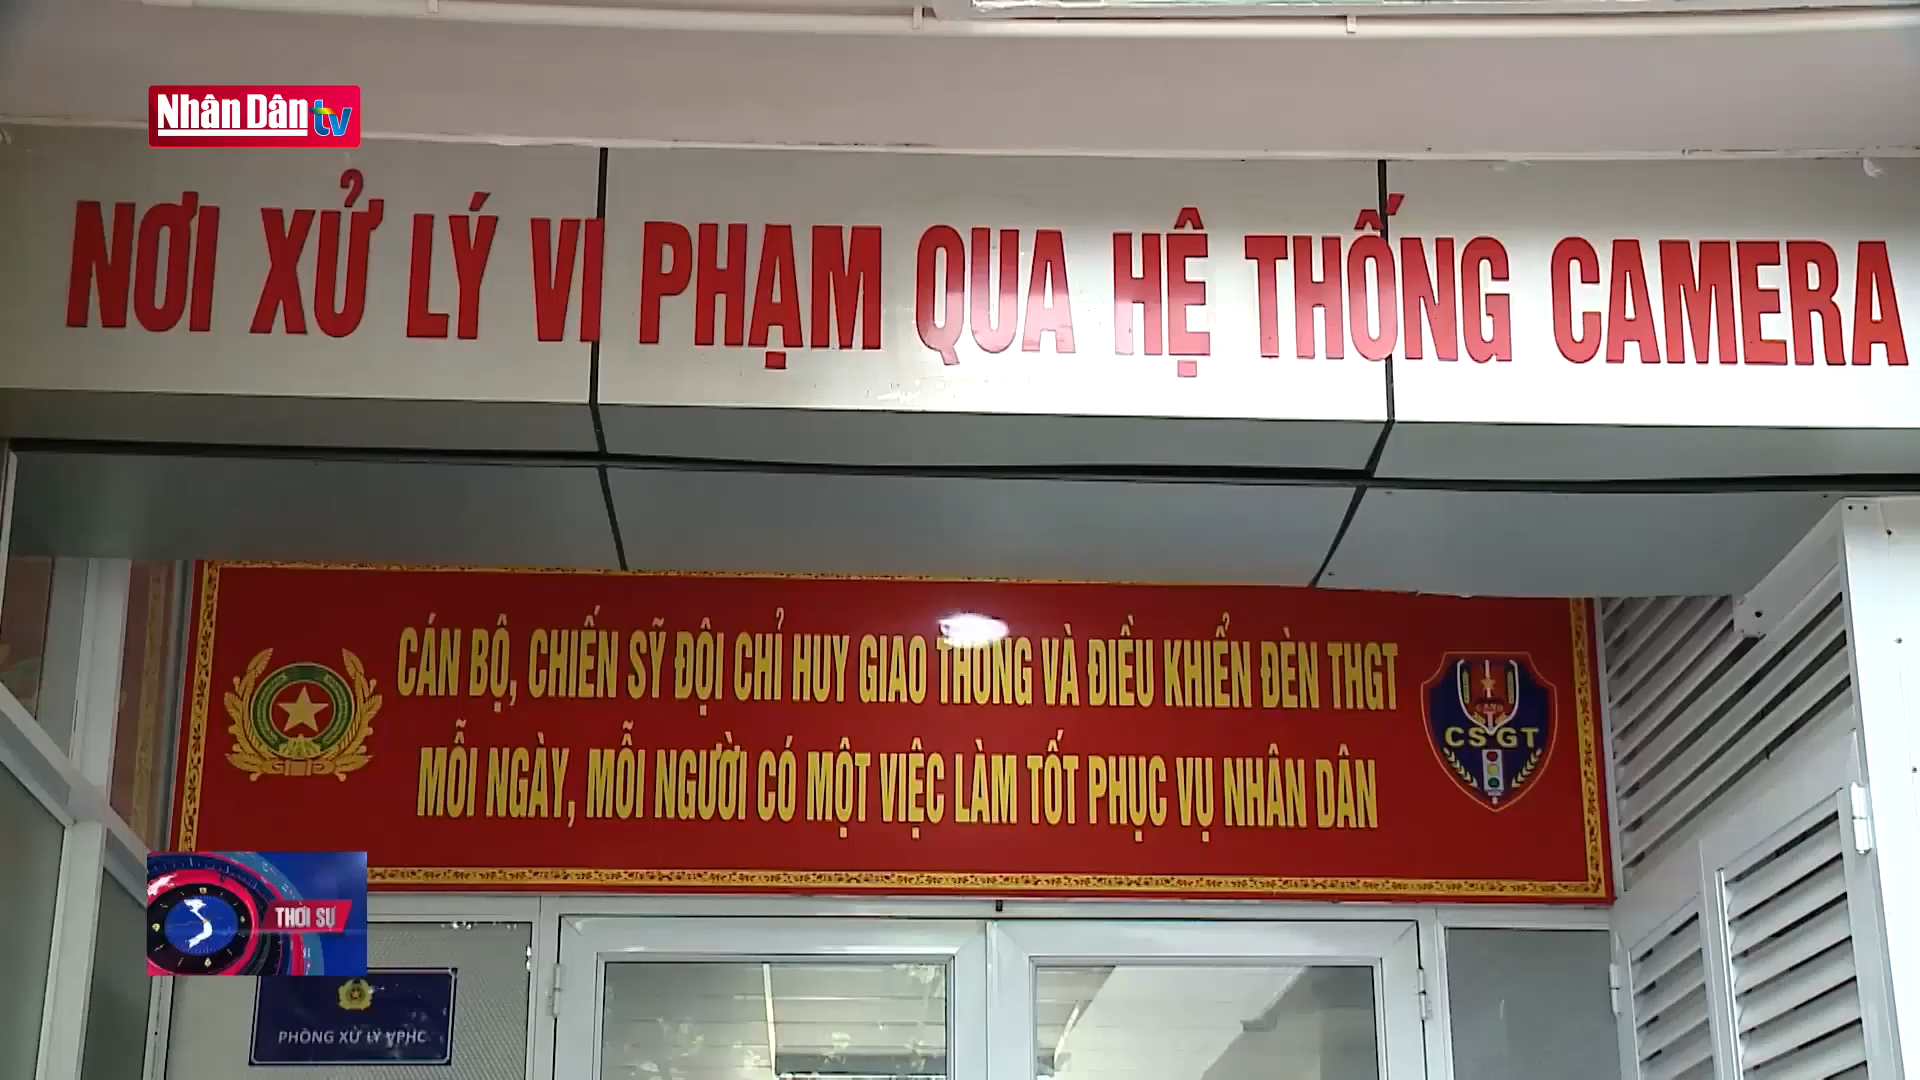 Nhân Dân tv
NƠI XỬ LÝ VI PHẠM QUA HỆ THỐNG CAMERA
CÁN BỘ, CHIẾN SỸ ĐỘI CHỈ HUY GIAO THÔNG VÀ ĐIỀU KHIỂN ĐÈN THGT
MỖI NGÀY, MỖI NGƯỜI CÓ MỘT VIỆC LÀM TỐT PHỤC VỤ NHÂN DÂN
CAND
CSGT
THỜI SỰ
PHÒNG XỬ LÝ VPHC